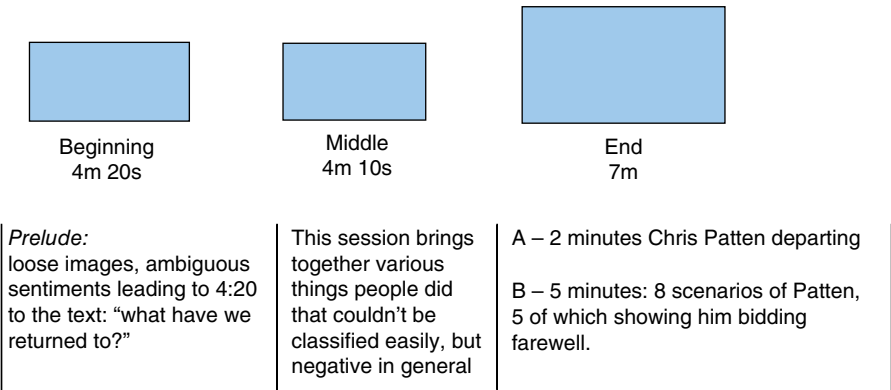 Beginning
4m 20s
Middle
4m 10s
End
7m
Prelude:
loose images, ambiguous
sentiments leading to 4:20
to the text: “what have we
returned to?”
This session brings
together various
things people did
that couldn’t be
classified easily, but
negative in general
A – 2 minutes Chris Patten departing
B – 5 minutes: 8 scenarios of Patten,
5 of which showing him bidding
farewell.